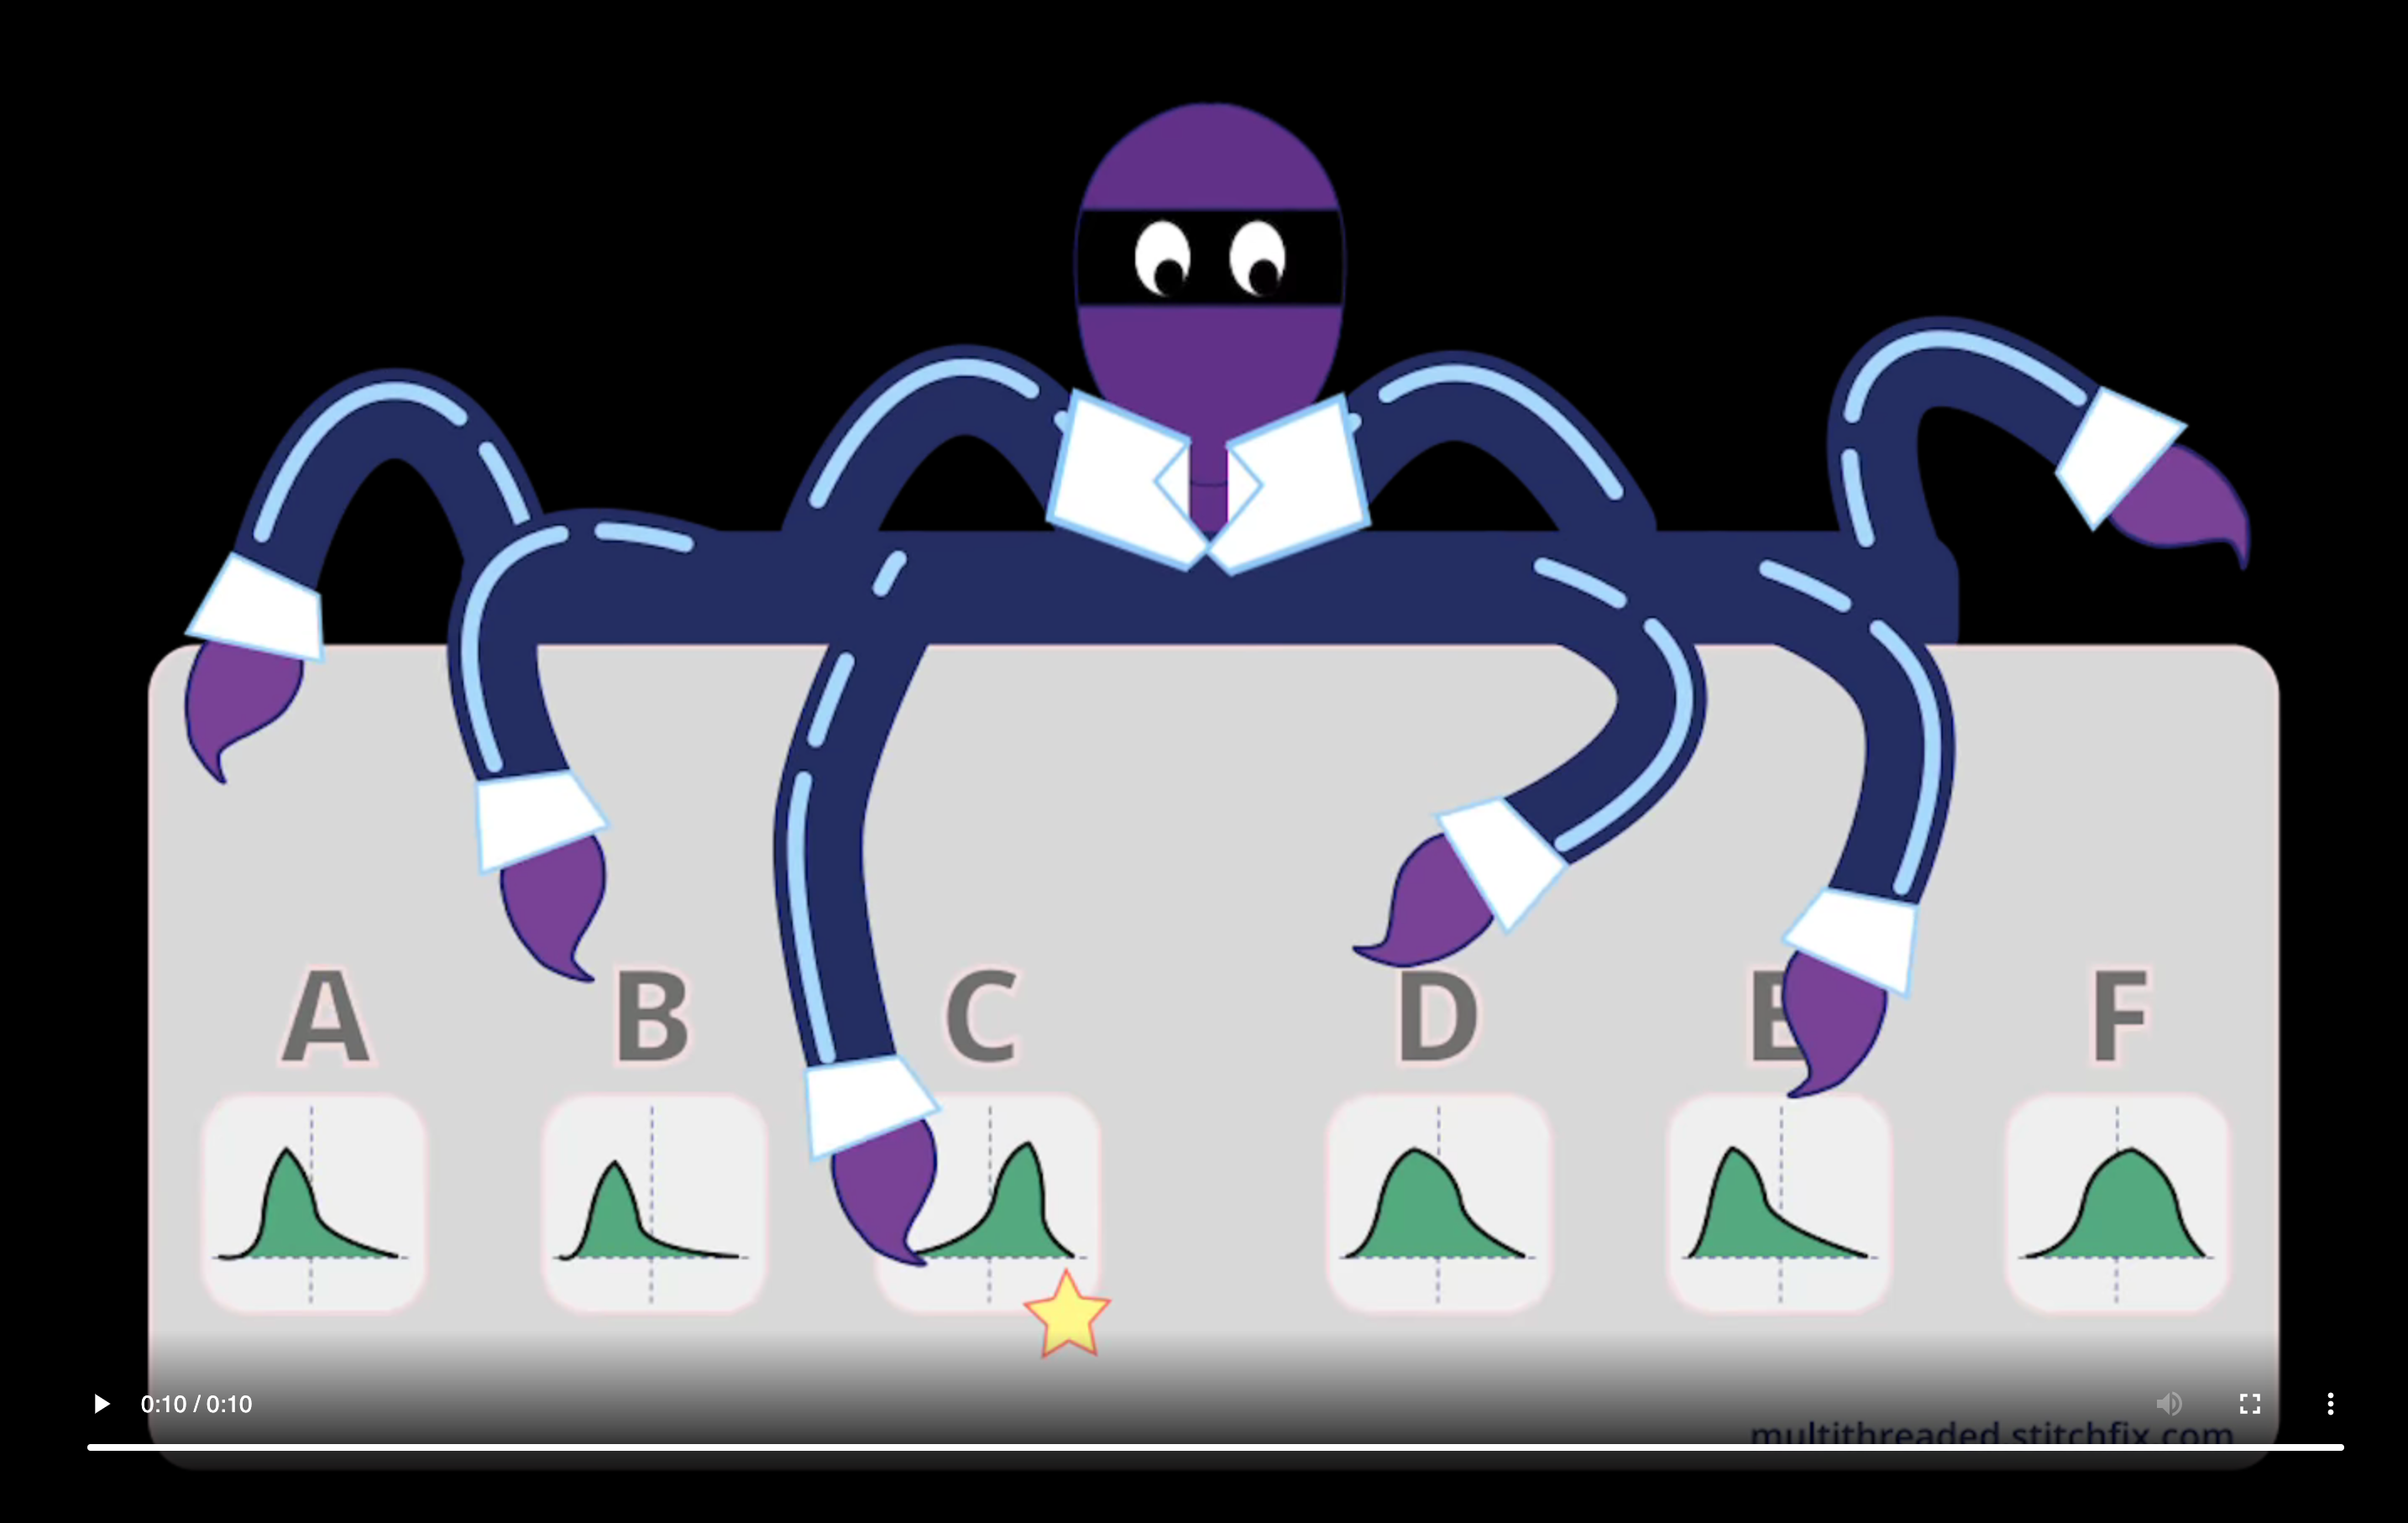 A B C D E F
0:10 / 0:10
multithreaded.stitchfix.com